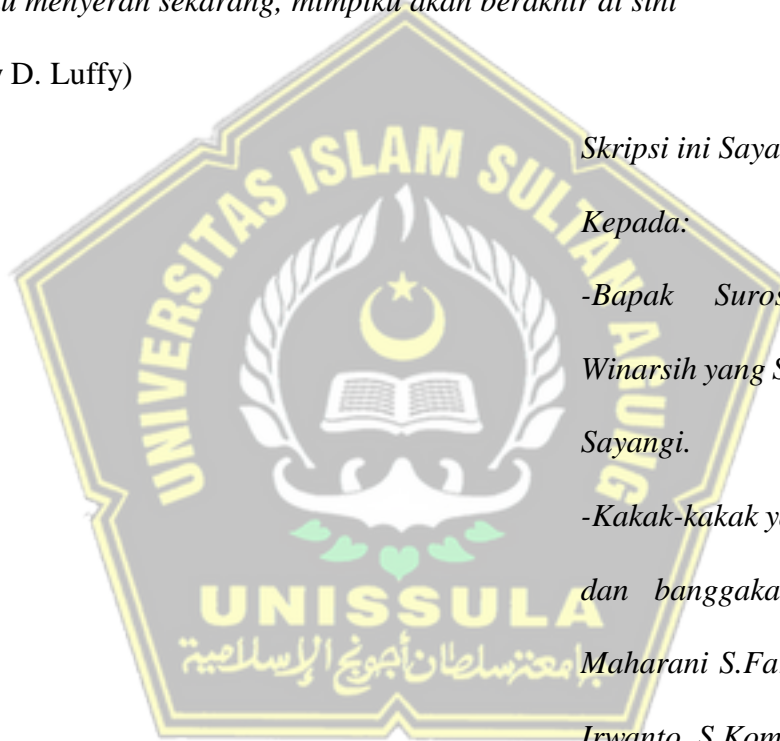 menyerah sekarang, mimpiku akan berakhir di sini
D. Luffy)
Skripsi ini Saya
Kepada:
-Bapak Suros
Winarsih yang
Sayangi.
-Kakak-kakak
dan banggaka
Maharani S.Fa
Irwanto S.Kom
UNIVERSITAS ISLAM SULTAN AGUNG
UNISSULA
جامعة سلطان أجونج الإسلامية